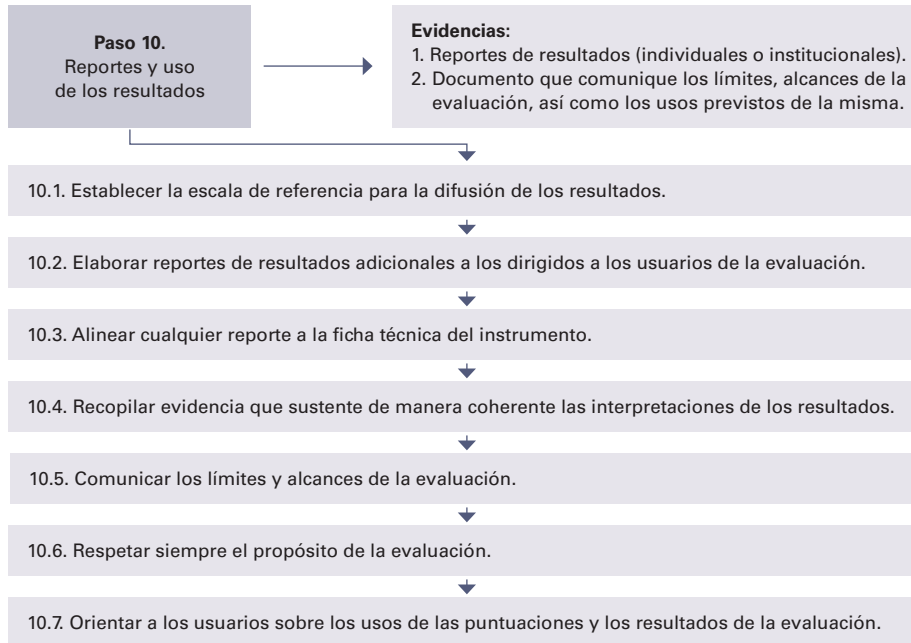 Paso 10.
Reportes y uso
de los resultados
Evidencias:
1. Reportes de resultados (individuales o institucionales).
2. Documento que comunique los límites, alcances de la
evaluación, así como los usos previstos de la misma.
10.1. Establecer la escala de referencia para la difusión de los resultados.
10.2. Elaborar reportes de resultados adicionales a los dirigidos a los usuarios de la evaluación.
10.3. Alinear cualquier reporte a la ficha técnica del instrumento.
10.4. Recopilar evidencia que sustente de manera coherente las interpretaciones de los resultados.
10.5. Comunicar los límites y alcances de la evaluación.
10.6. Respetar siempre el propósito de la evaluación.
10.7. Orientar a los usuarios sobre los usos de las puntuaciones y los resultados de la evaluación.